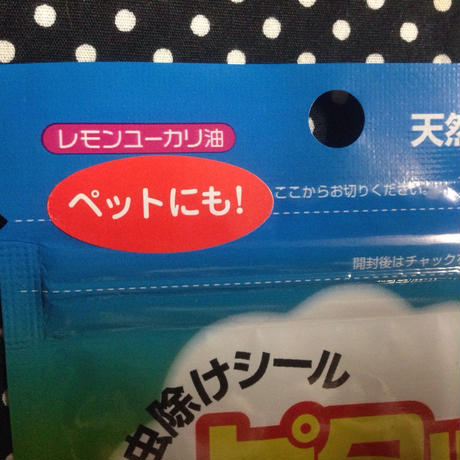 天然
レモンユーカリ油
ペットにも!
ここからお切りください。
開封後はチャックを
虫除けシール